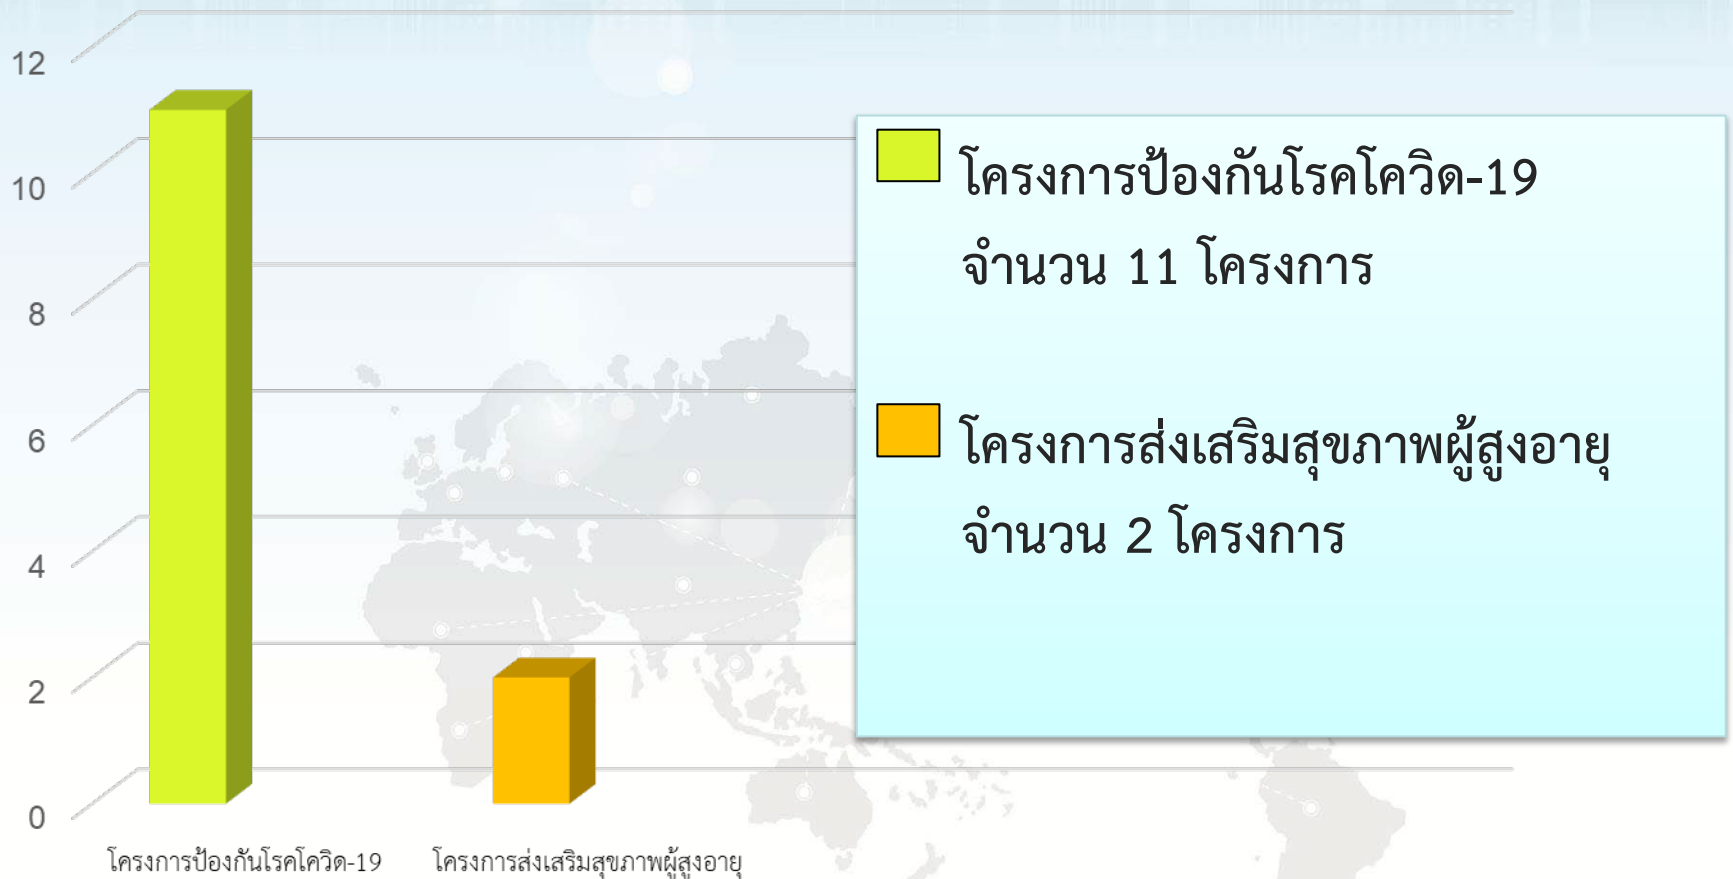 12
10
8
6
4
2
0
โครงการป้องกันโรคโควิด-19
โครงการส่งเสริมสุขภาพผู้สูงอายุ
โครงการป้องกันโรคโควิด-19
จำนวน 11 โครงการ
โครงการส่งเสริมสุขภาพผู้สูงอายุ
จำนวน 2 โครงการ